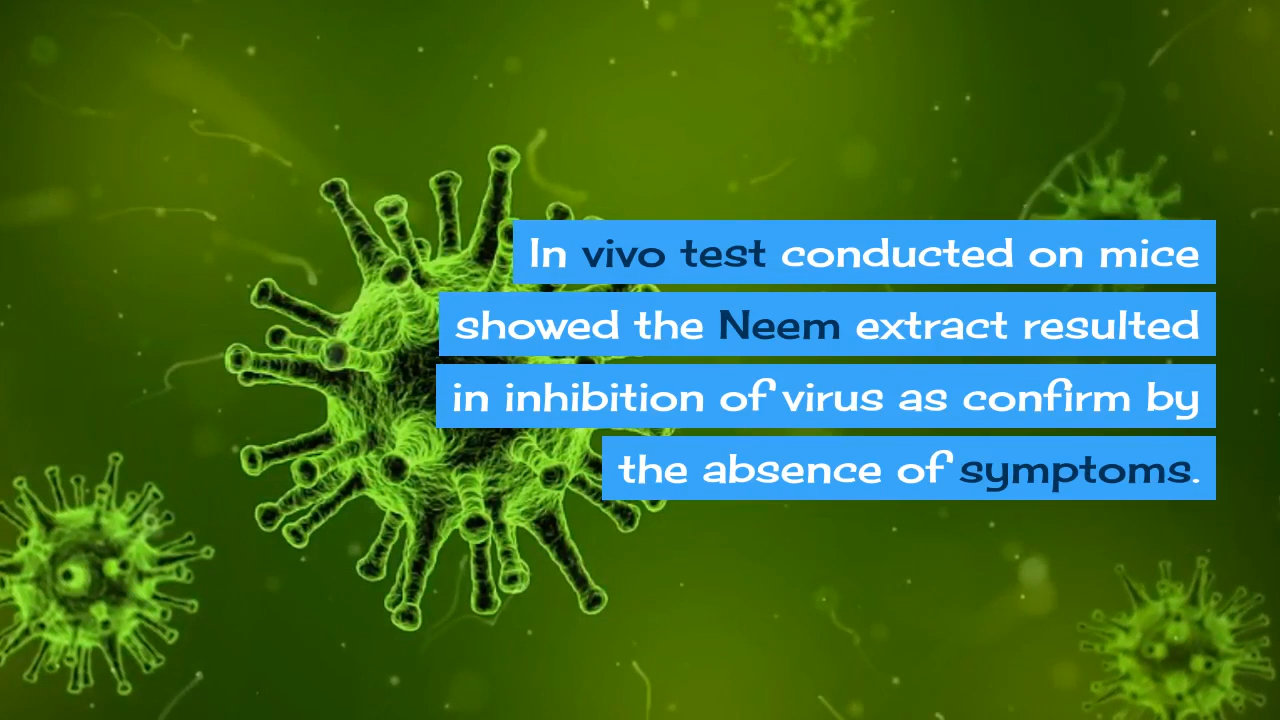 In vivo test conducted on mice
showed the Neem extract resulted
in inhibition of virus as confirm by
the absence of symptoms.